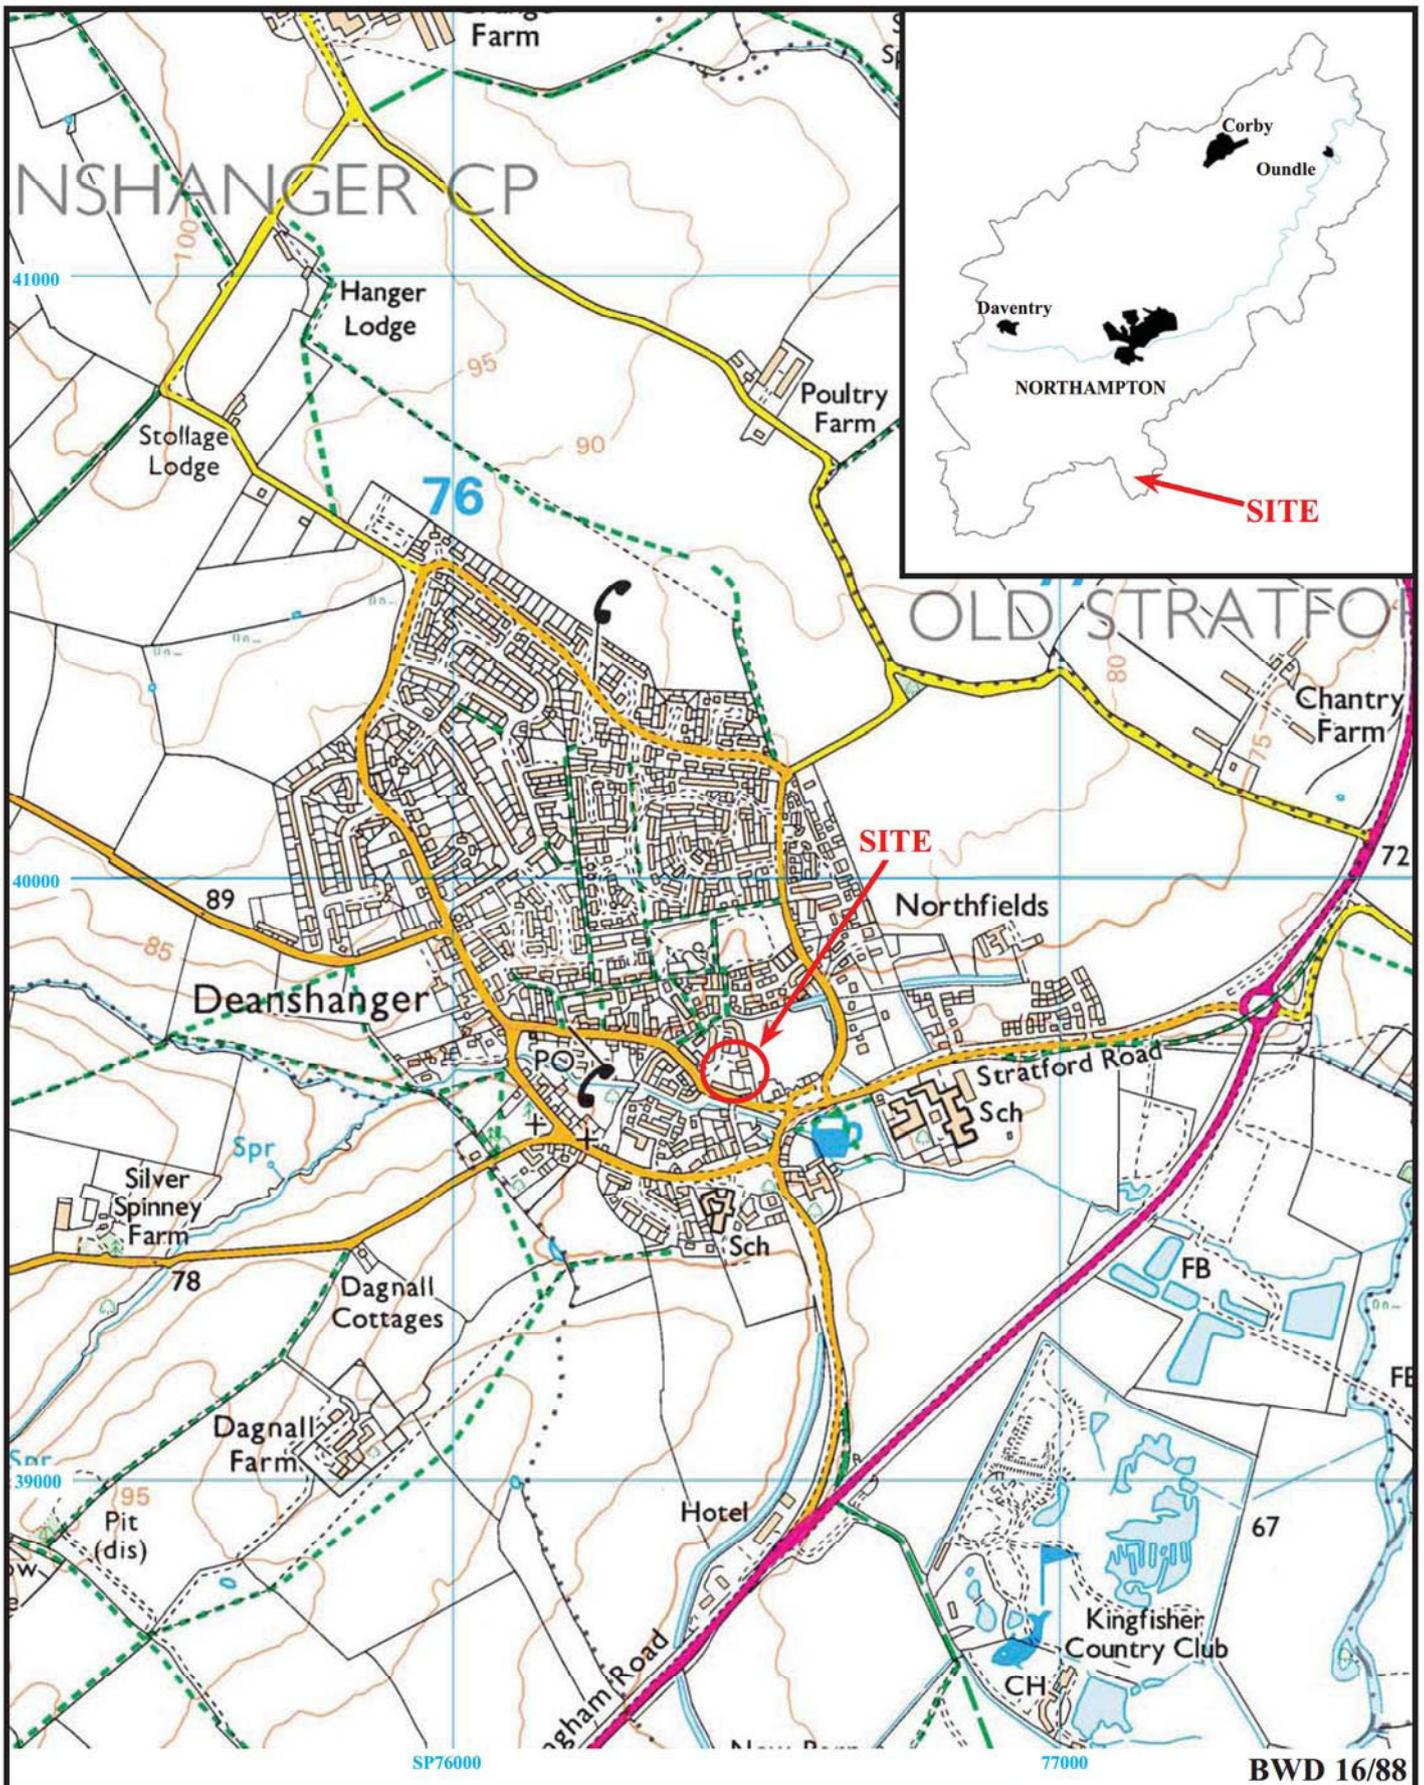 Farm
NSHANGER CP
100
41000
Hanger
Lodge
95
Poultry
Farm
90
Stollage
Lodge
76
Corby
Oundle
Daventry
NORTHAMPTON
SITE
OLD STRATFO
80
Chantry
Farm
75
SITE
72
40000
89
Northfields
85
Deanshanger
PO
Stratford Road
Sch
Spr
Silver
Spinney
Farm
Sch
78
FB
Dagnall
Cottages
Dagnall
Farm
Spr
39000
95
Pit
(dis)
Hotel
67
Kingfisher
Country Club
CH
gham Road
SP76000
77000
BWD 16/88